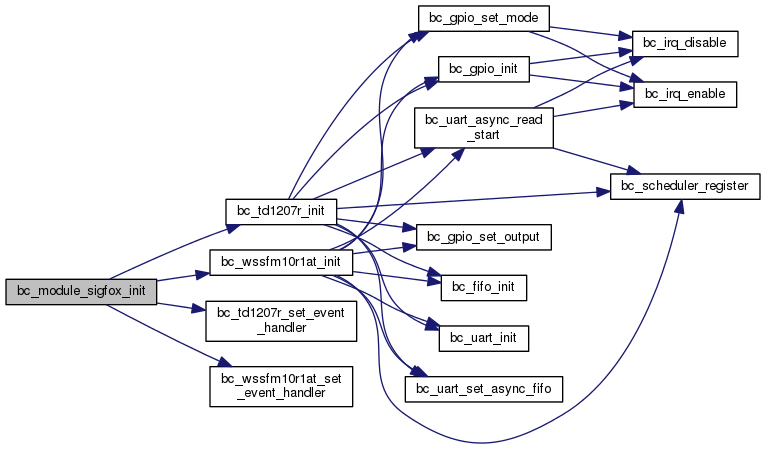 bc_gpio_set_mode
bc_irq_disable
bc_gpio_init
bc_irq_enable
bc_uart_async_read
_start
bc_scheduler_register
bc_td1207r_init
bc_gpio_set_output
bc_wssfm10r1at_init
bc_module_sigfox_init
bc_fifo_init
bc_td1207r_set_event
_handler
bc_uart_init
bc_wssfm10r1at_set
_event_handler
bc_uart_set_async_fifo